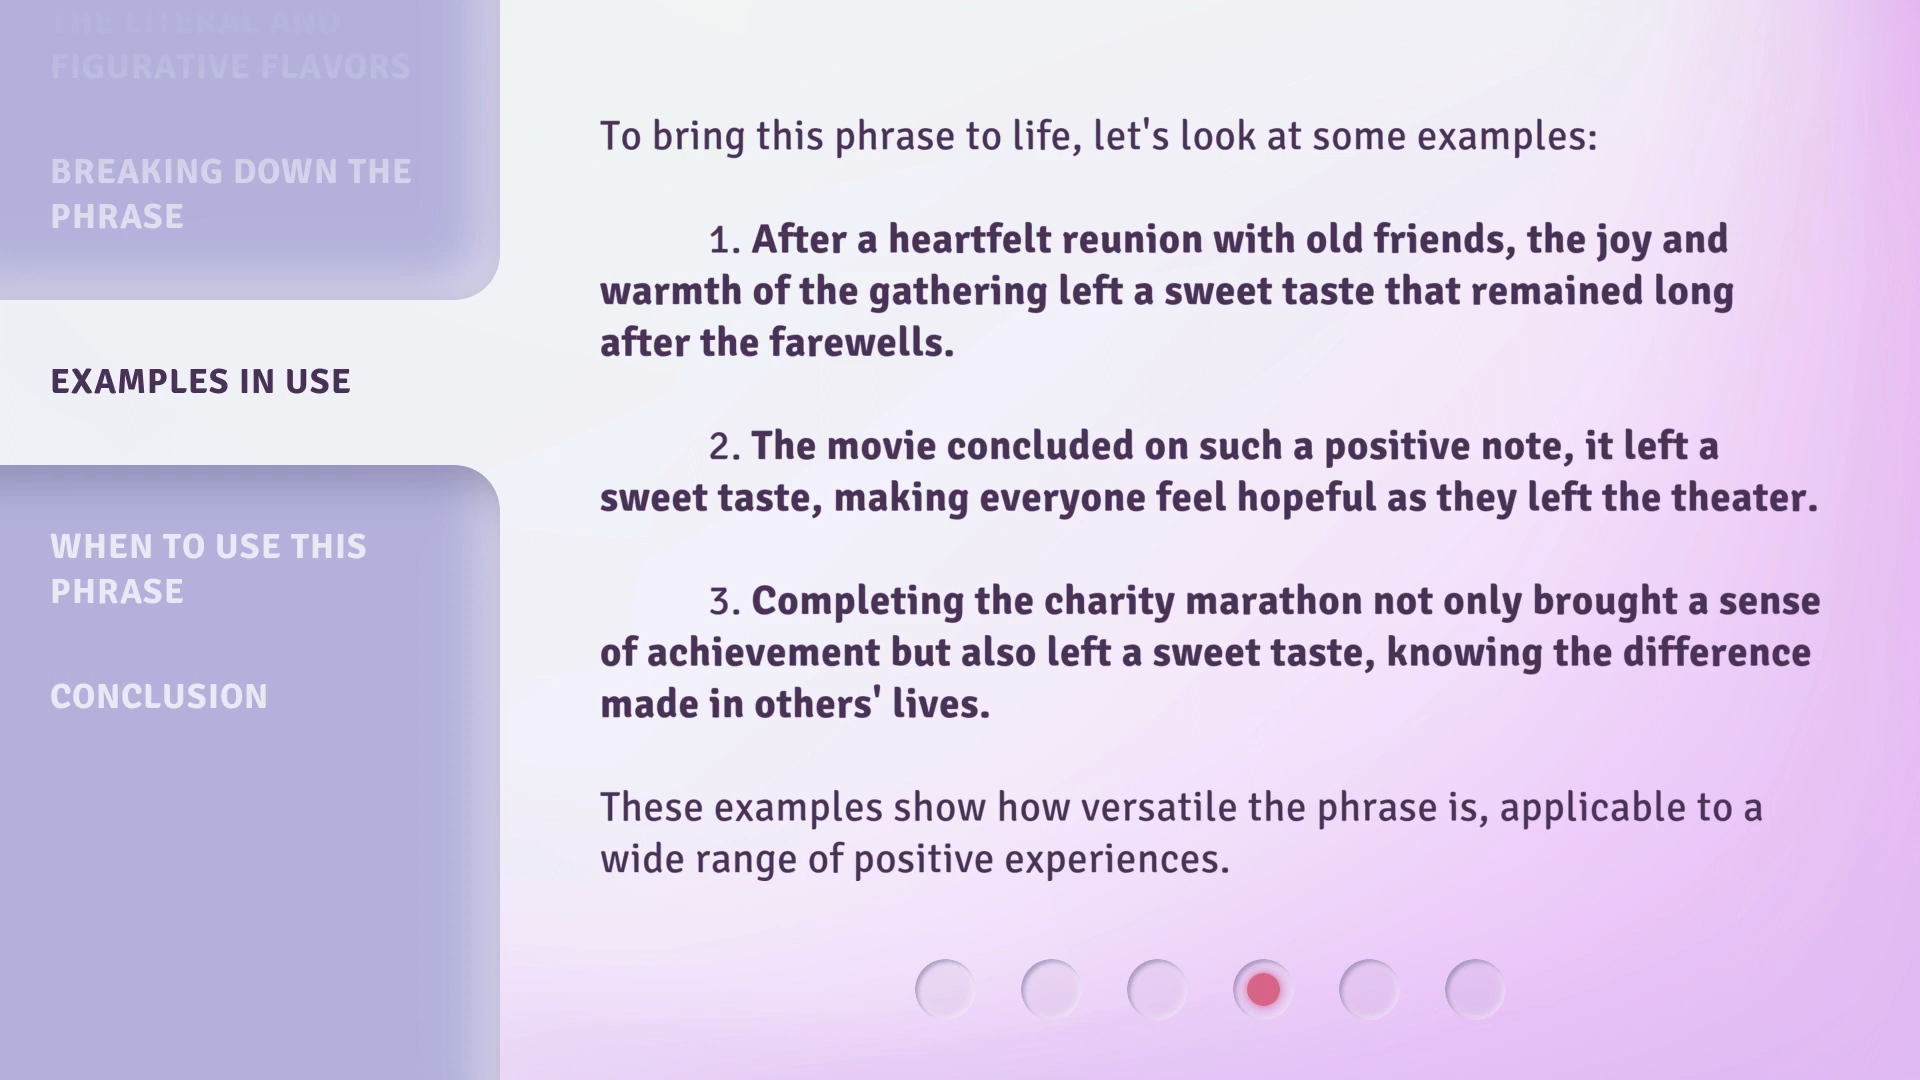 THE LITERAL AND
FIGURATIVE FLAVORS
BREAKING DOWN THE
PHRASE
EXAMPLES IN USE
WHEN TO USE THIS
PHRASE
CONCLUSION
To bring this phrase to life, let's look at some examples:
1. After a heartfelt reunion with old friends, the joy and
warmth of the gathering left a sweet taste that remained long
after the farewells.
2. The movie concluded on such a positive note, it left a
sweet taste, making everyone feel hopeful as they left the theater.
3. Completing the charity marathon not only brought a sense
of achievement but also left a sweet taste, knowing the difference
made in others' lives.
These examples show how versatile the phrase is, applicable to a
wide range of positive experiences.